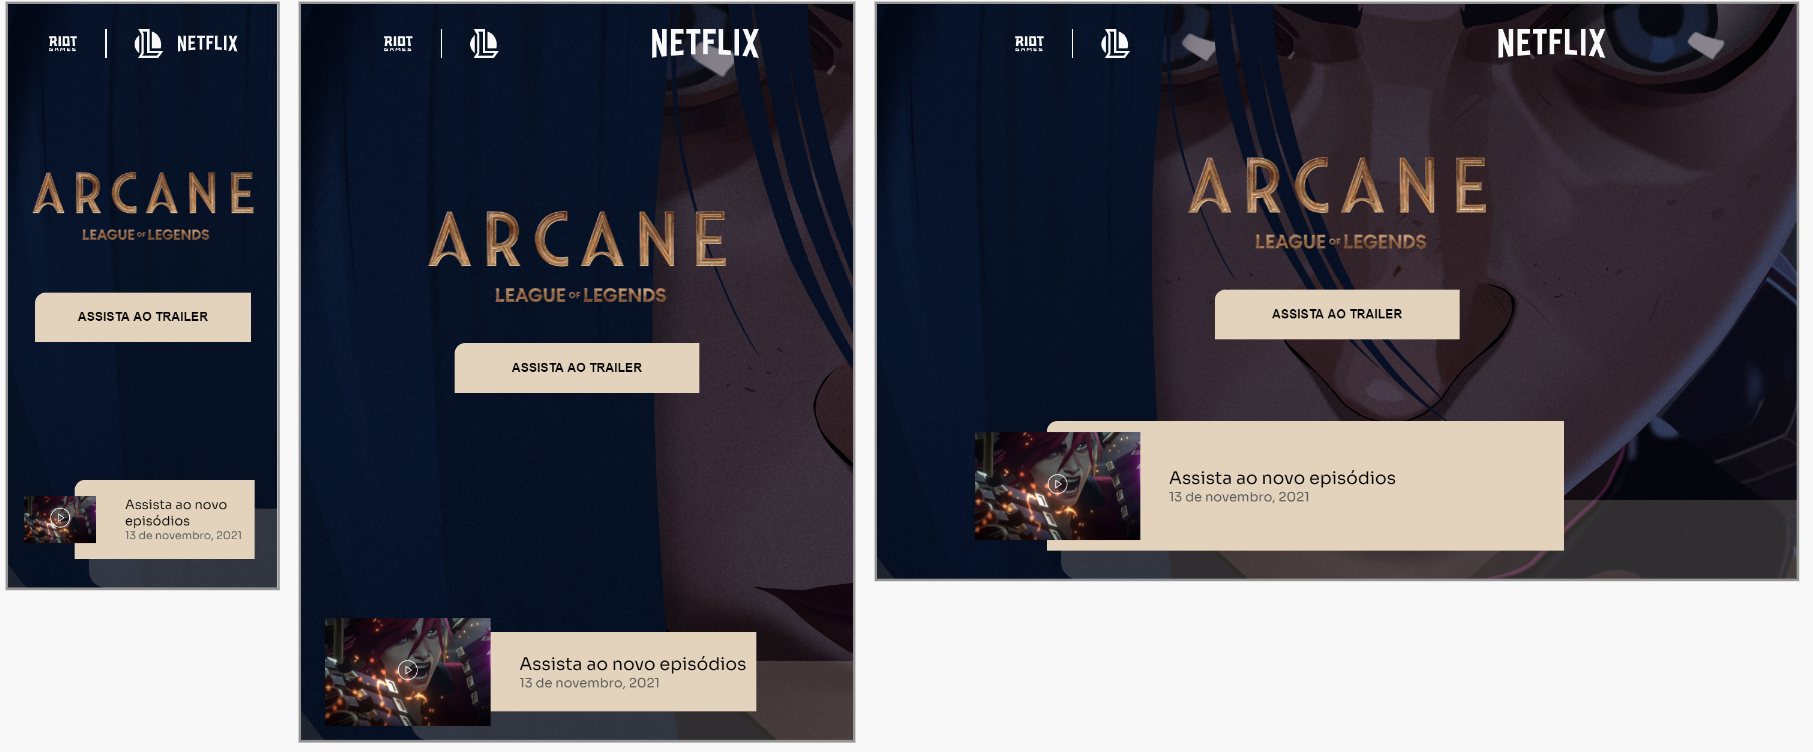 RIOT
GAMES
NETFLIX
ARCANE
LEAGUE OF LEGENDS
ASSISTA AO TRAILER
Assista ao novo
episódios
13 de novembro, 2021
RIOT
GAMES
NETFLIX
ARCANE
LEAGUE OF LEGENDS
ASSISTA AO TRAILER
Assista ao novo episódios
13 de novembro, 2021
RIOT
GAMES
NETFLIX
ARCANE
LEAGUE OF LEGENDS
ASSISTA AO TRAILER
Assista ao novo episódios
13 de novembro, 2021